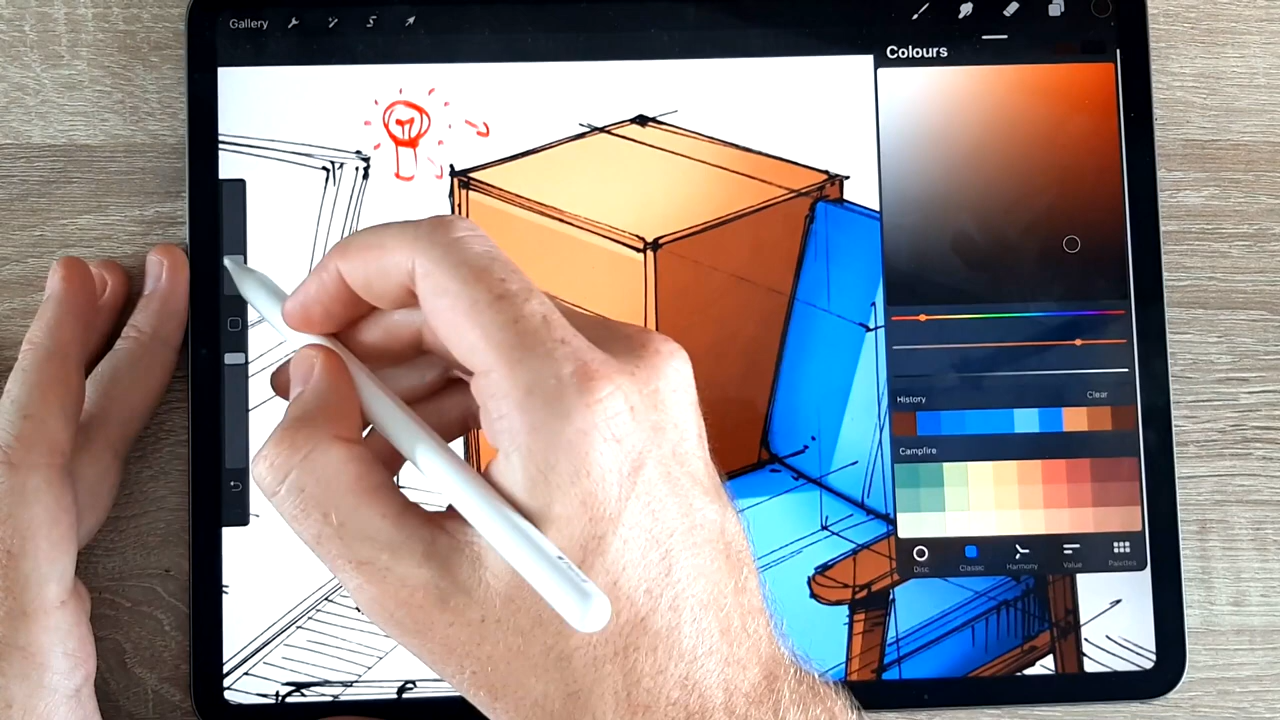 Gallery
Colours
History Clear
Campfire
Disc Classic Harmony Value Palettes